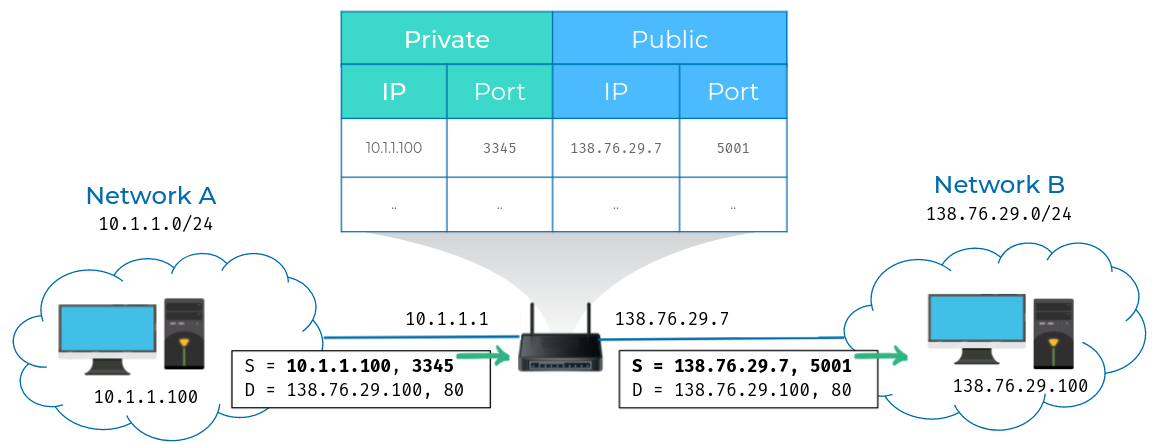 Private Public
IP Port IP Port
10.1.1.100 3345 138.76.29.7 5001
.. .. .. ..
Network A
10.1.1.0/24
Network B
138.76.29.0/24
10.1.1.1
138.76.29.7
S = 10.1.1.100, 3345
D = 138.76.29.100, 80
S = 138.76.29.7, 5001
D = 138.76.29.100, 80
10.1.1.100
138.76.29.100